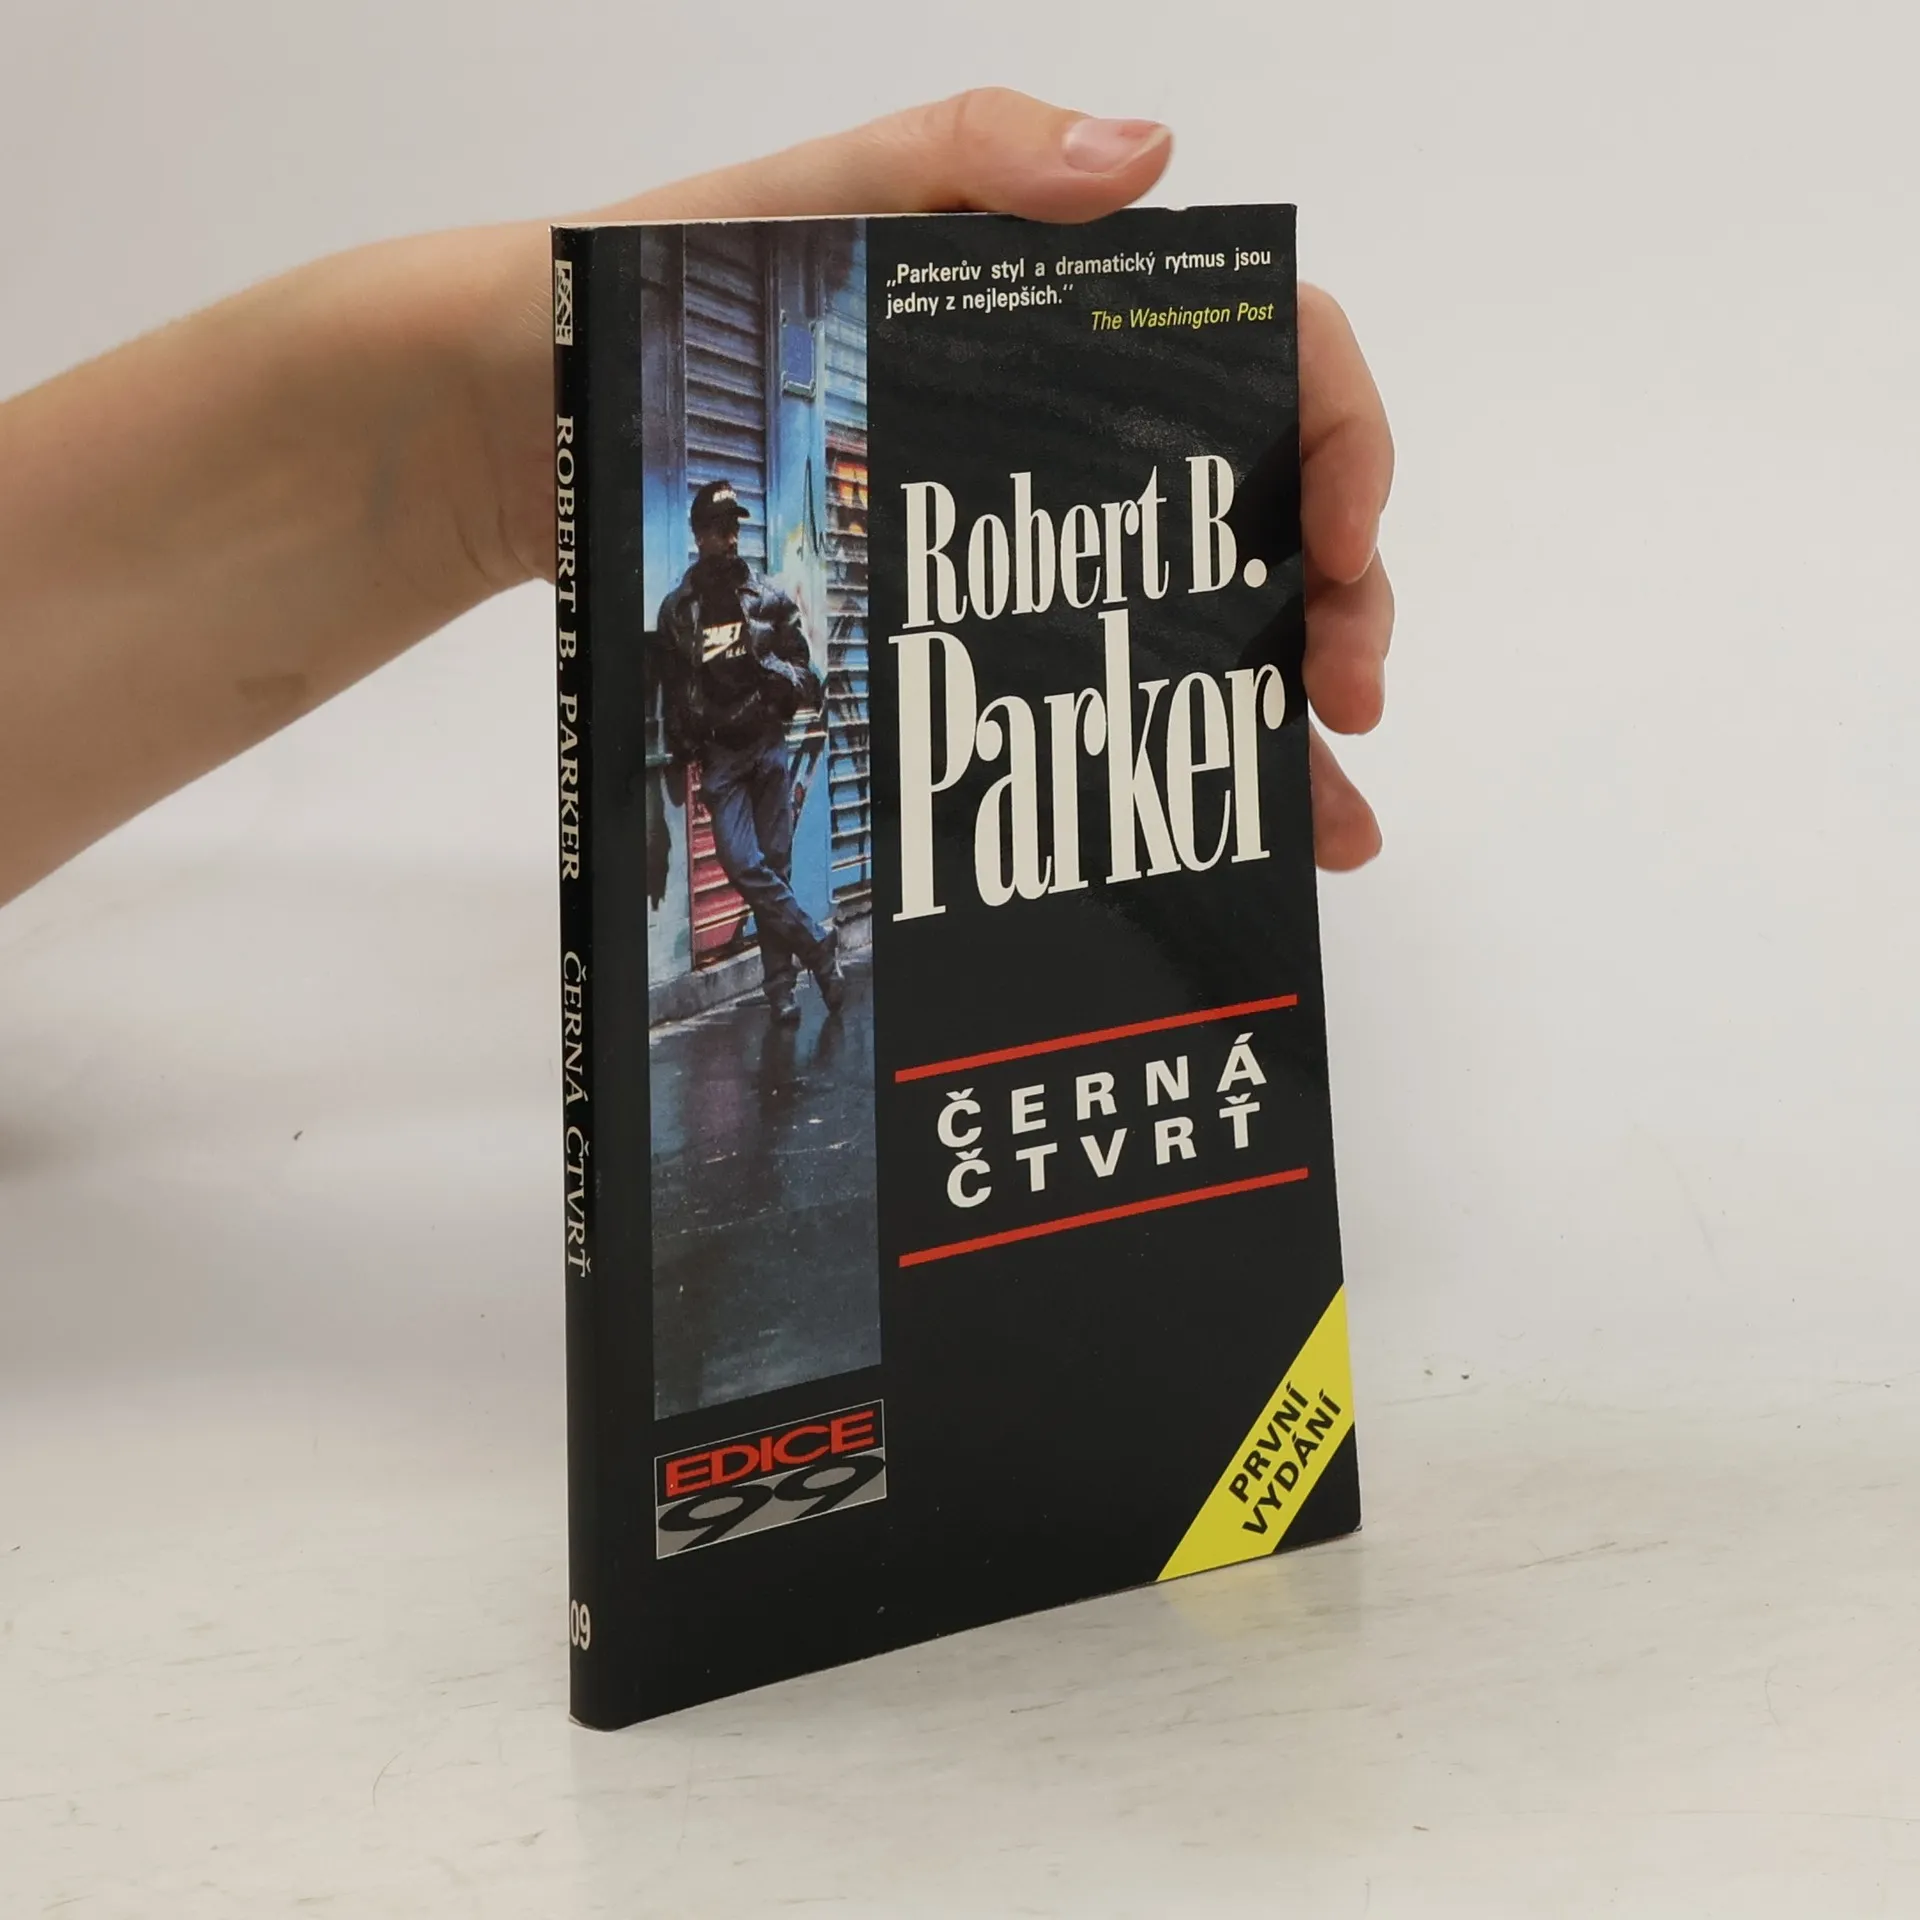 „Parkerův styl a dramatický rytmus jsou
jedny z nejlepších.“
The Washington Post
Robert B.
Parker
ČERNÁ
ČTVRŤ
EDICE
99
PRVNÍ
VYDÁNÍ
ROBERT B. PARKER ČERNÁ ČTVRŤ
09